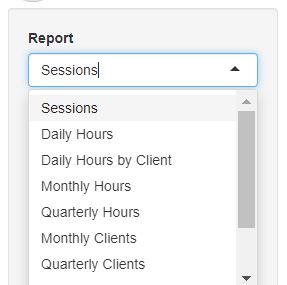 Report
Sessions
Sessions
Daily Hours
Daily Hours by Client
Monthly Hours
Quarterly Hours
Monthly Clients
Quarterly Clients